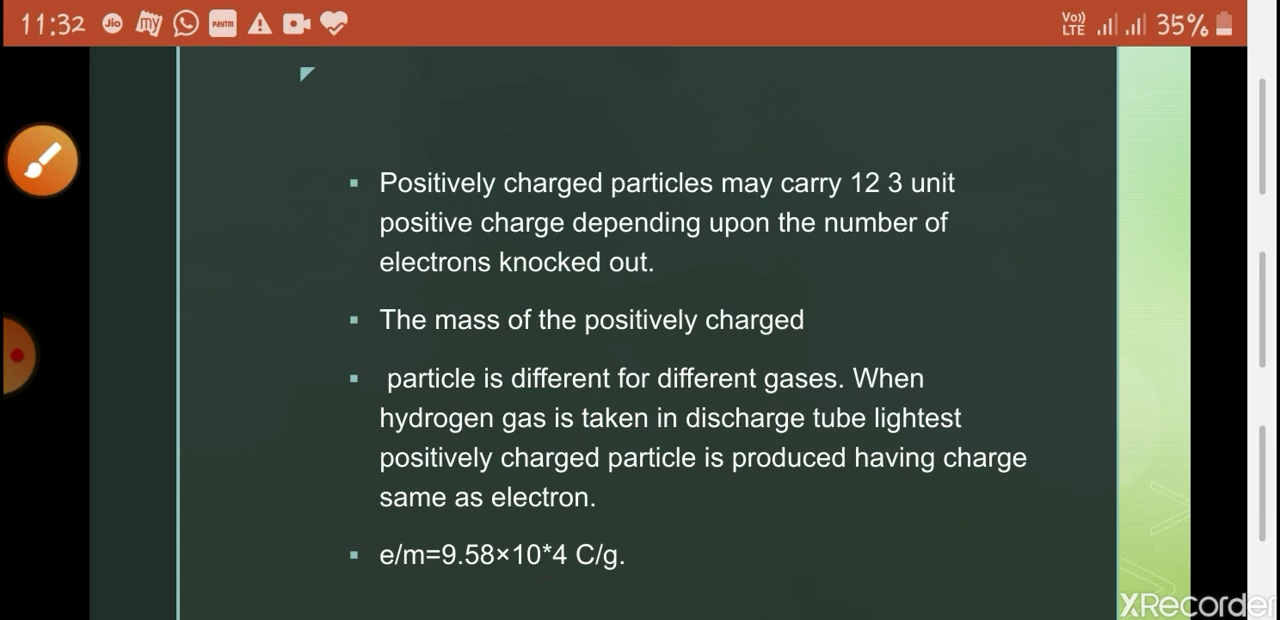 11:32 Jio my Paytm Vo)) LTE 35%
Positively charged particles may carry 12 3 unit
positive charge depending upon the number of
electrons knocked out.
The mass of the positively charged
particle is different for different gases. When
hydrogen gas is taken in discharge tube lightest
positively charged particle is produced having charge
same as electron.
e/m=9.58×10*4 C/g.
XRecorder